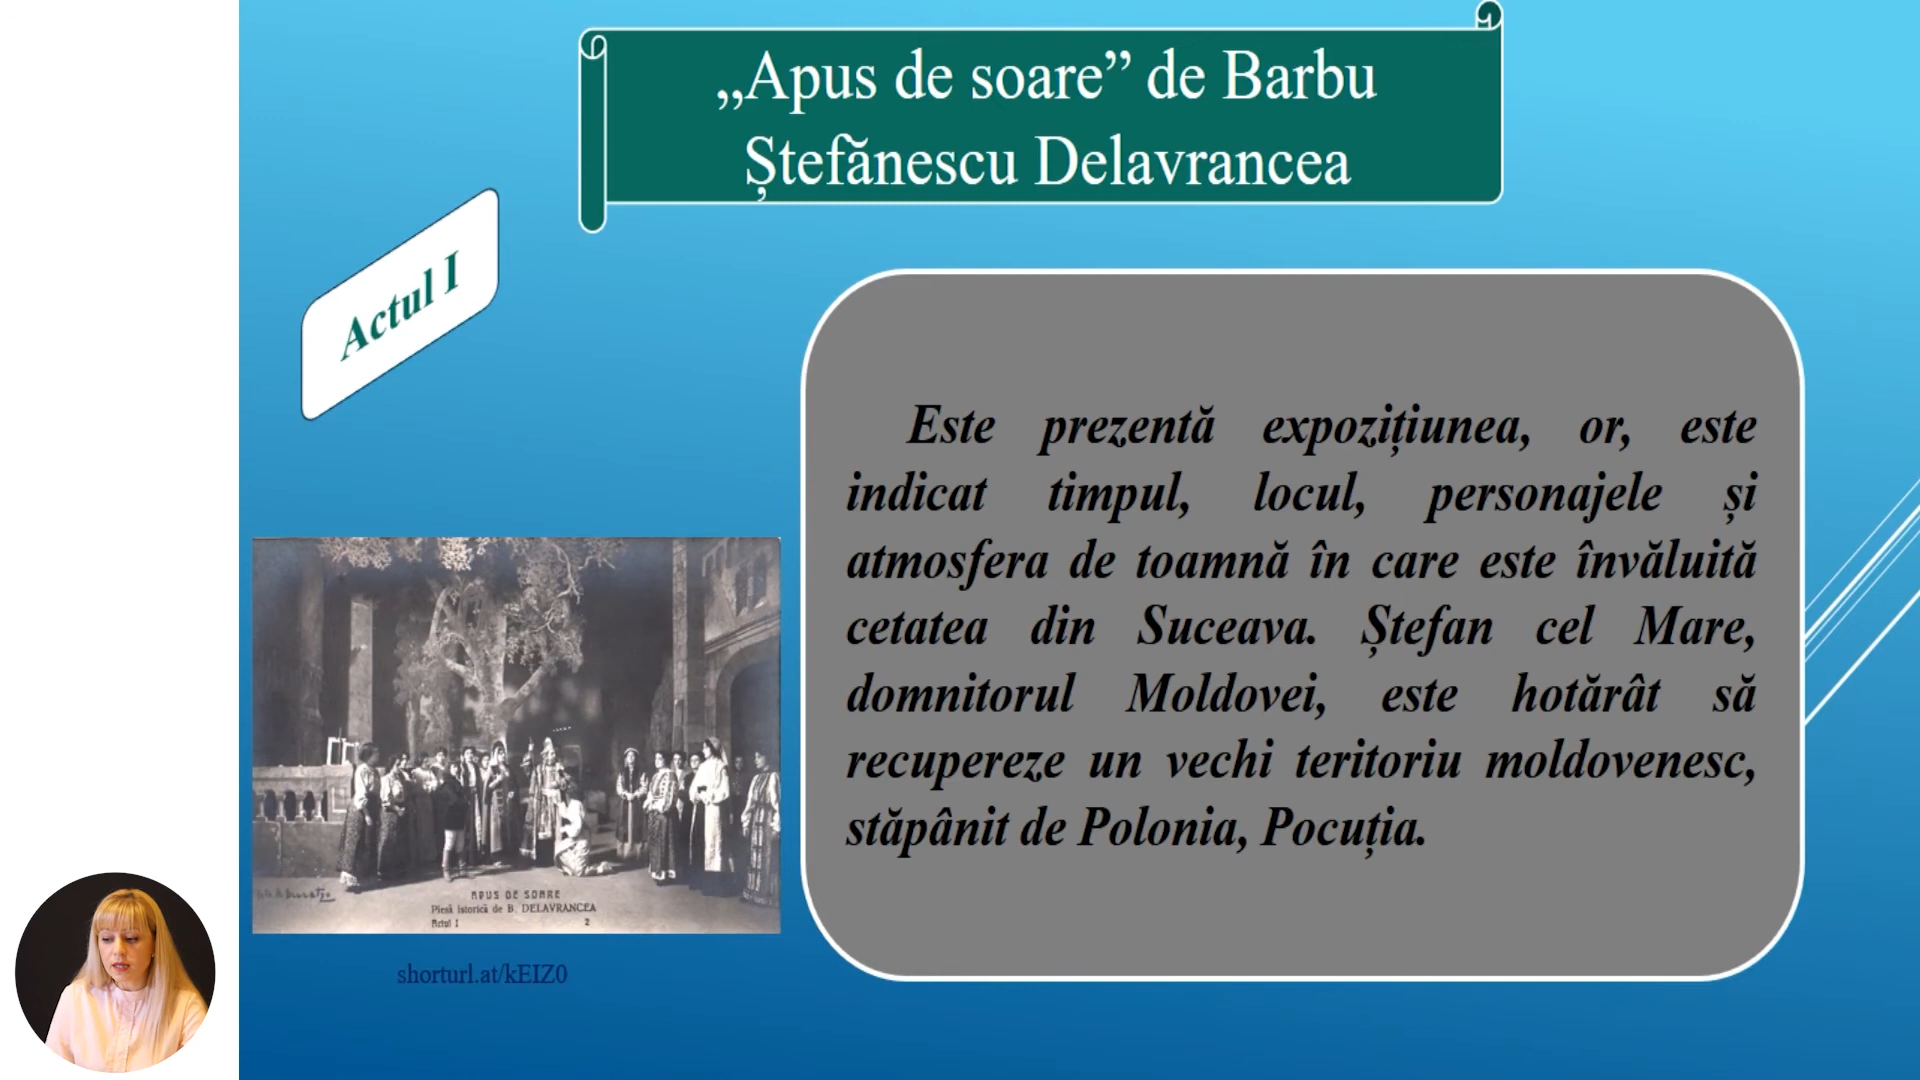 „Apus de soare” de Barbu
Ștefănescu Delavrancea
Actul I
Este prezentă expozițiunea, or, este
indicat timpul, locul, personajele și
atmosfera de toamnă în care este învăluită
cetatea din Suceava. Ștefan cel Mare,
domnitorul Moldovei, este hotărât să
recupereze un vechi teritoriu moldovenesc,
stăpânit de Polonia, Pocuția.
APUS DE SOARE
Piesă istorică de B. DELAVRANCEA
Actul I
2
shorturl.at/kEIZ0